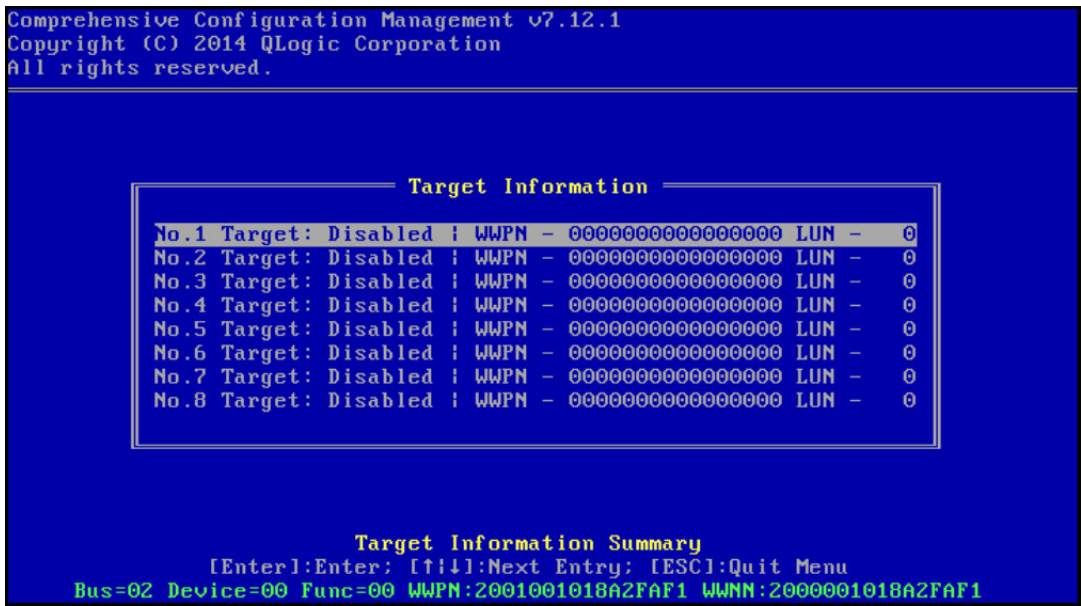 Comprehensive Configuration Management v7.12.1
Copyright (C) 2014 QLogic Corporation
All rights reserved.
Target Information
No.1 Target: Disabled ¦ WWPN - 0000000000000000 LUN - 0
No.2 Target: Disabled ¦ WWPN - 0000000000000000 LUN - 0
No.3 Target: Disabled ¦ WWPN - 0000000000000000 LUN - 0
No.4 Target: Disabled ¦ WWPN - 0000000000000000 LUN - 0
No.5 Target: Disabled ¦ WWPN - 0000000000000000 LUN - 0
No.6 Target: Disabled ¦ WWPN - 0000000000000000 LUN - 0
No.7 Target: Disabled ¦ WWPN - 0000000000000000 LUN - 0
No.8 Target: Disabled ¦ WWPN - 0000000000000000 LUN - 0
Target Information Summary
[Enter]:Enter; [↑¦↓]:Next Entry; [ESC]:Quit Menu
Bus=02 Device=00 Func=00 WWPN:2001001018A2FAF1 WWNN:2000001018A2FAF1